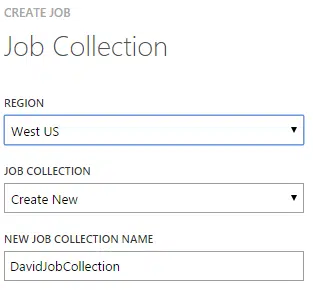 CREATE JOB
Job Collection
REGION
West US
JOB COLLECTION
Create New
NEW JOB COLLECTION NAME
DavidJobCollection